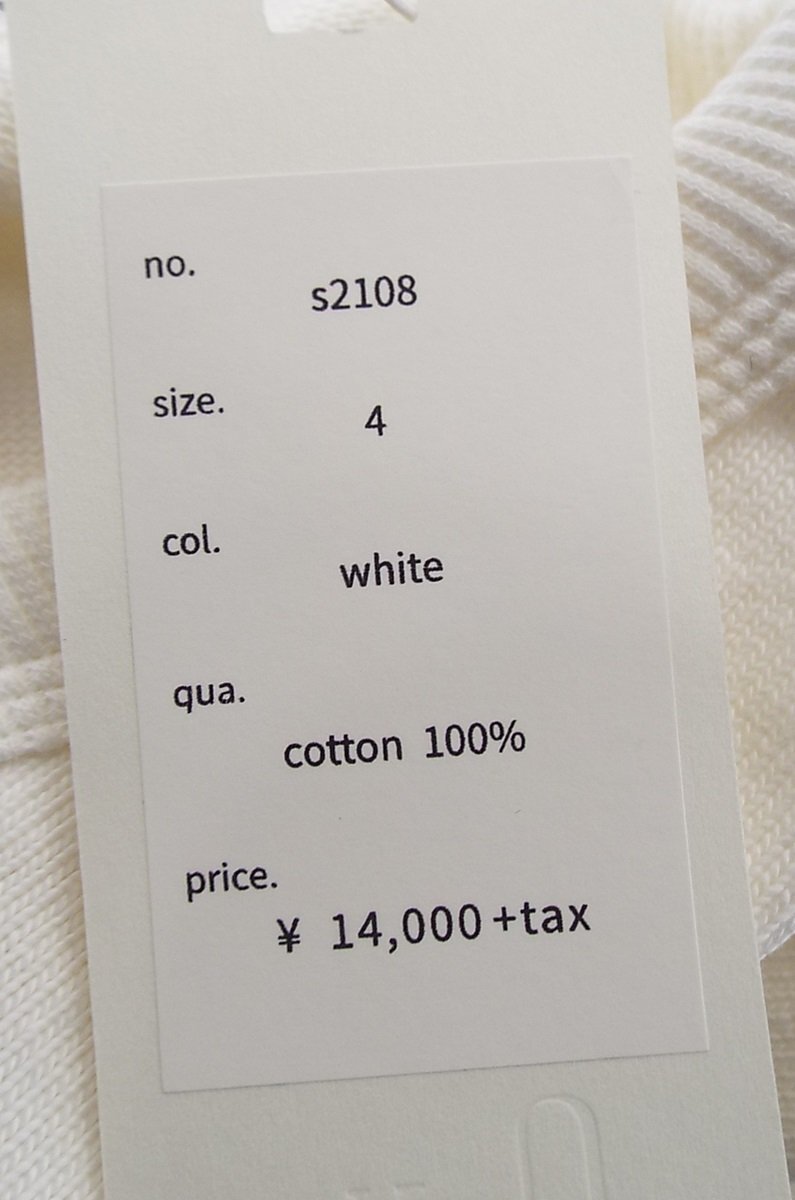 no.
s2108
size.
4
col.
white
qua.
cotton 100%
price.
¥ 14,000+tax